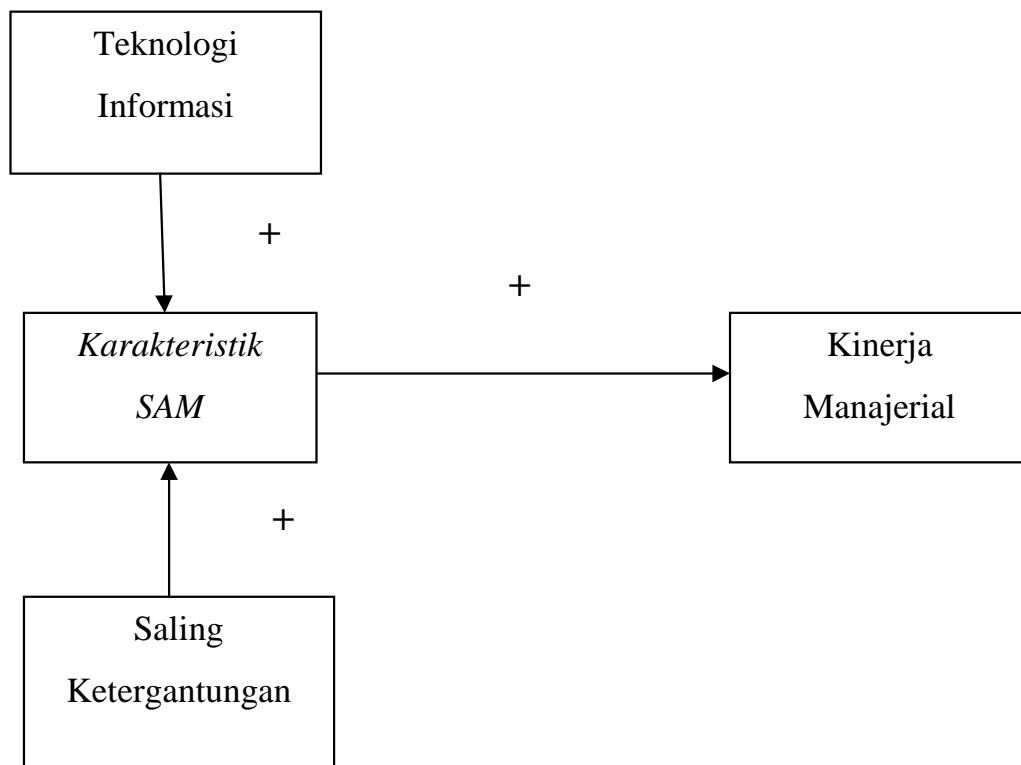 Teknologi
Informasi
+
+
Karakteristik
SAM
Kinerja
Manajerial
+
Saling
Ketergantungan